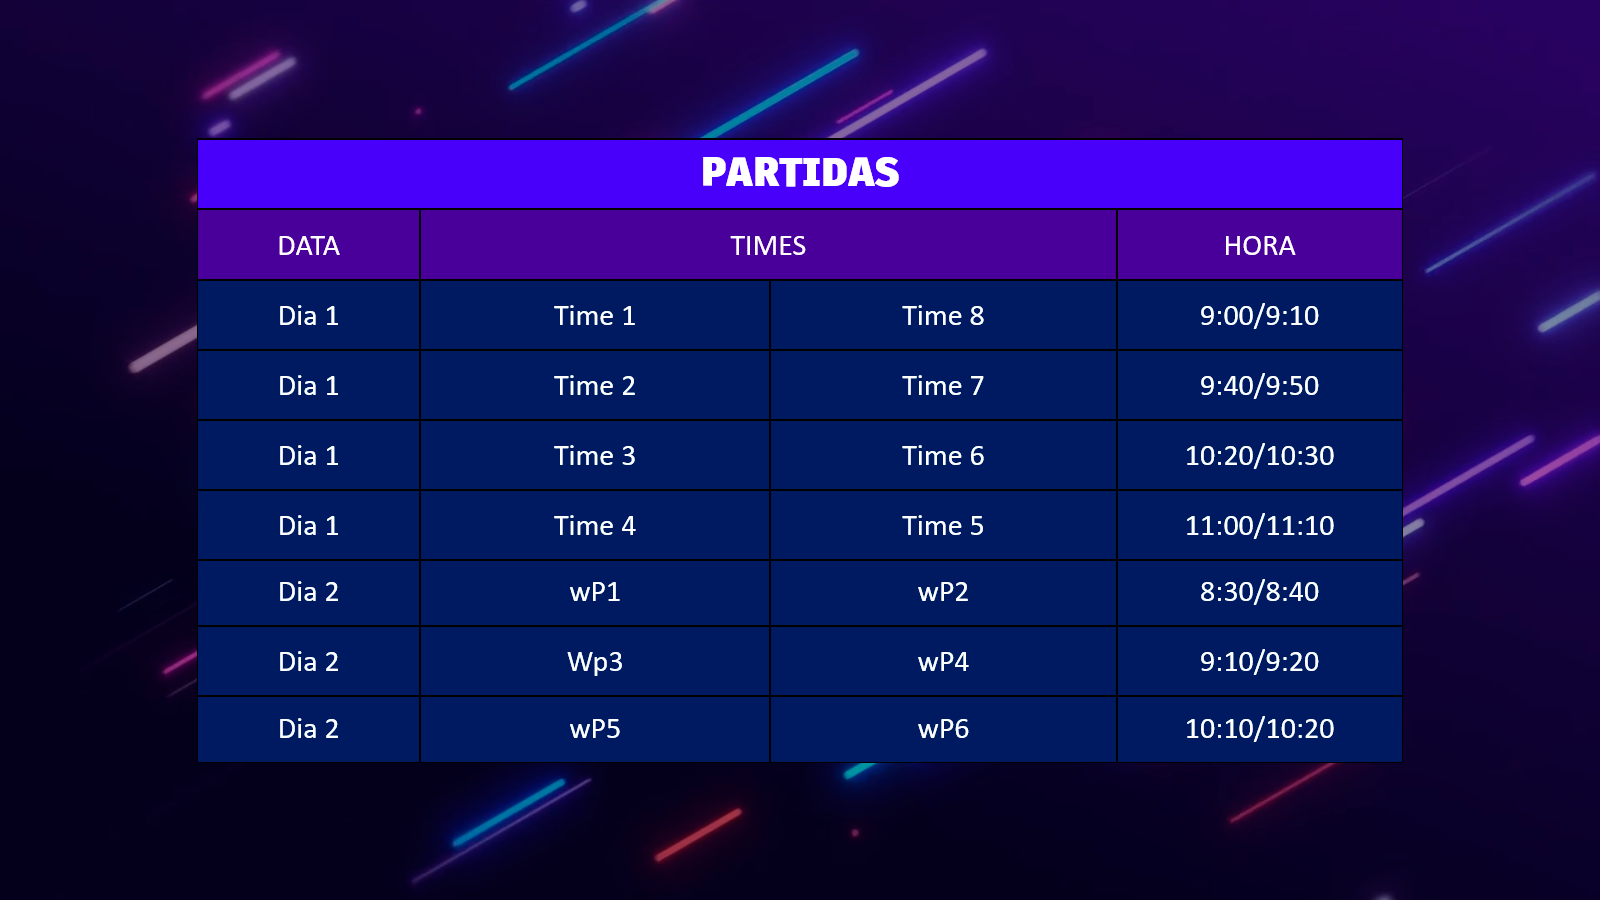 PARTIDAS
DATA TIMES HORA
Dia 1 Time 1 Time 8 9:00/9:10
Dia 1 Time 2 Time 7 9:40/9:50
Dia 1 Time 3 Time 6 10:20/10:30
Dia 1 Time 4 Time 5 11:00/11:10
Dia 2 wP1 wP2 8:30/8:40
Dia 2 Wp3 wP4 9:10/9:20
Dia 2 wP5 wP6 10:10/10:20